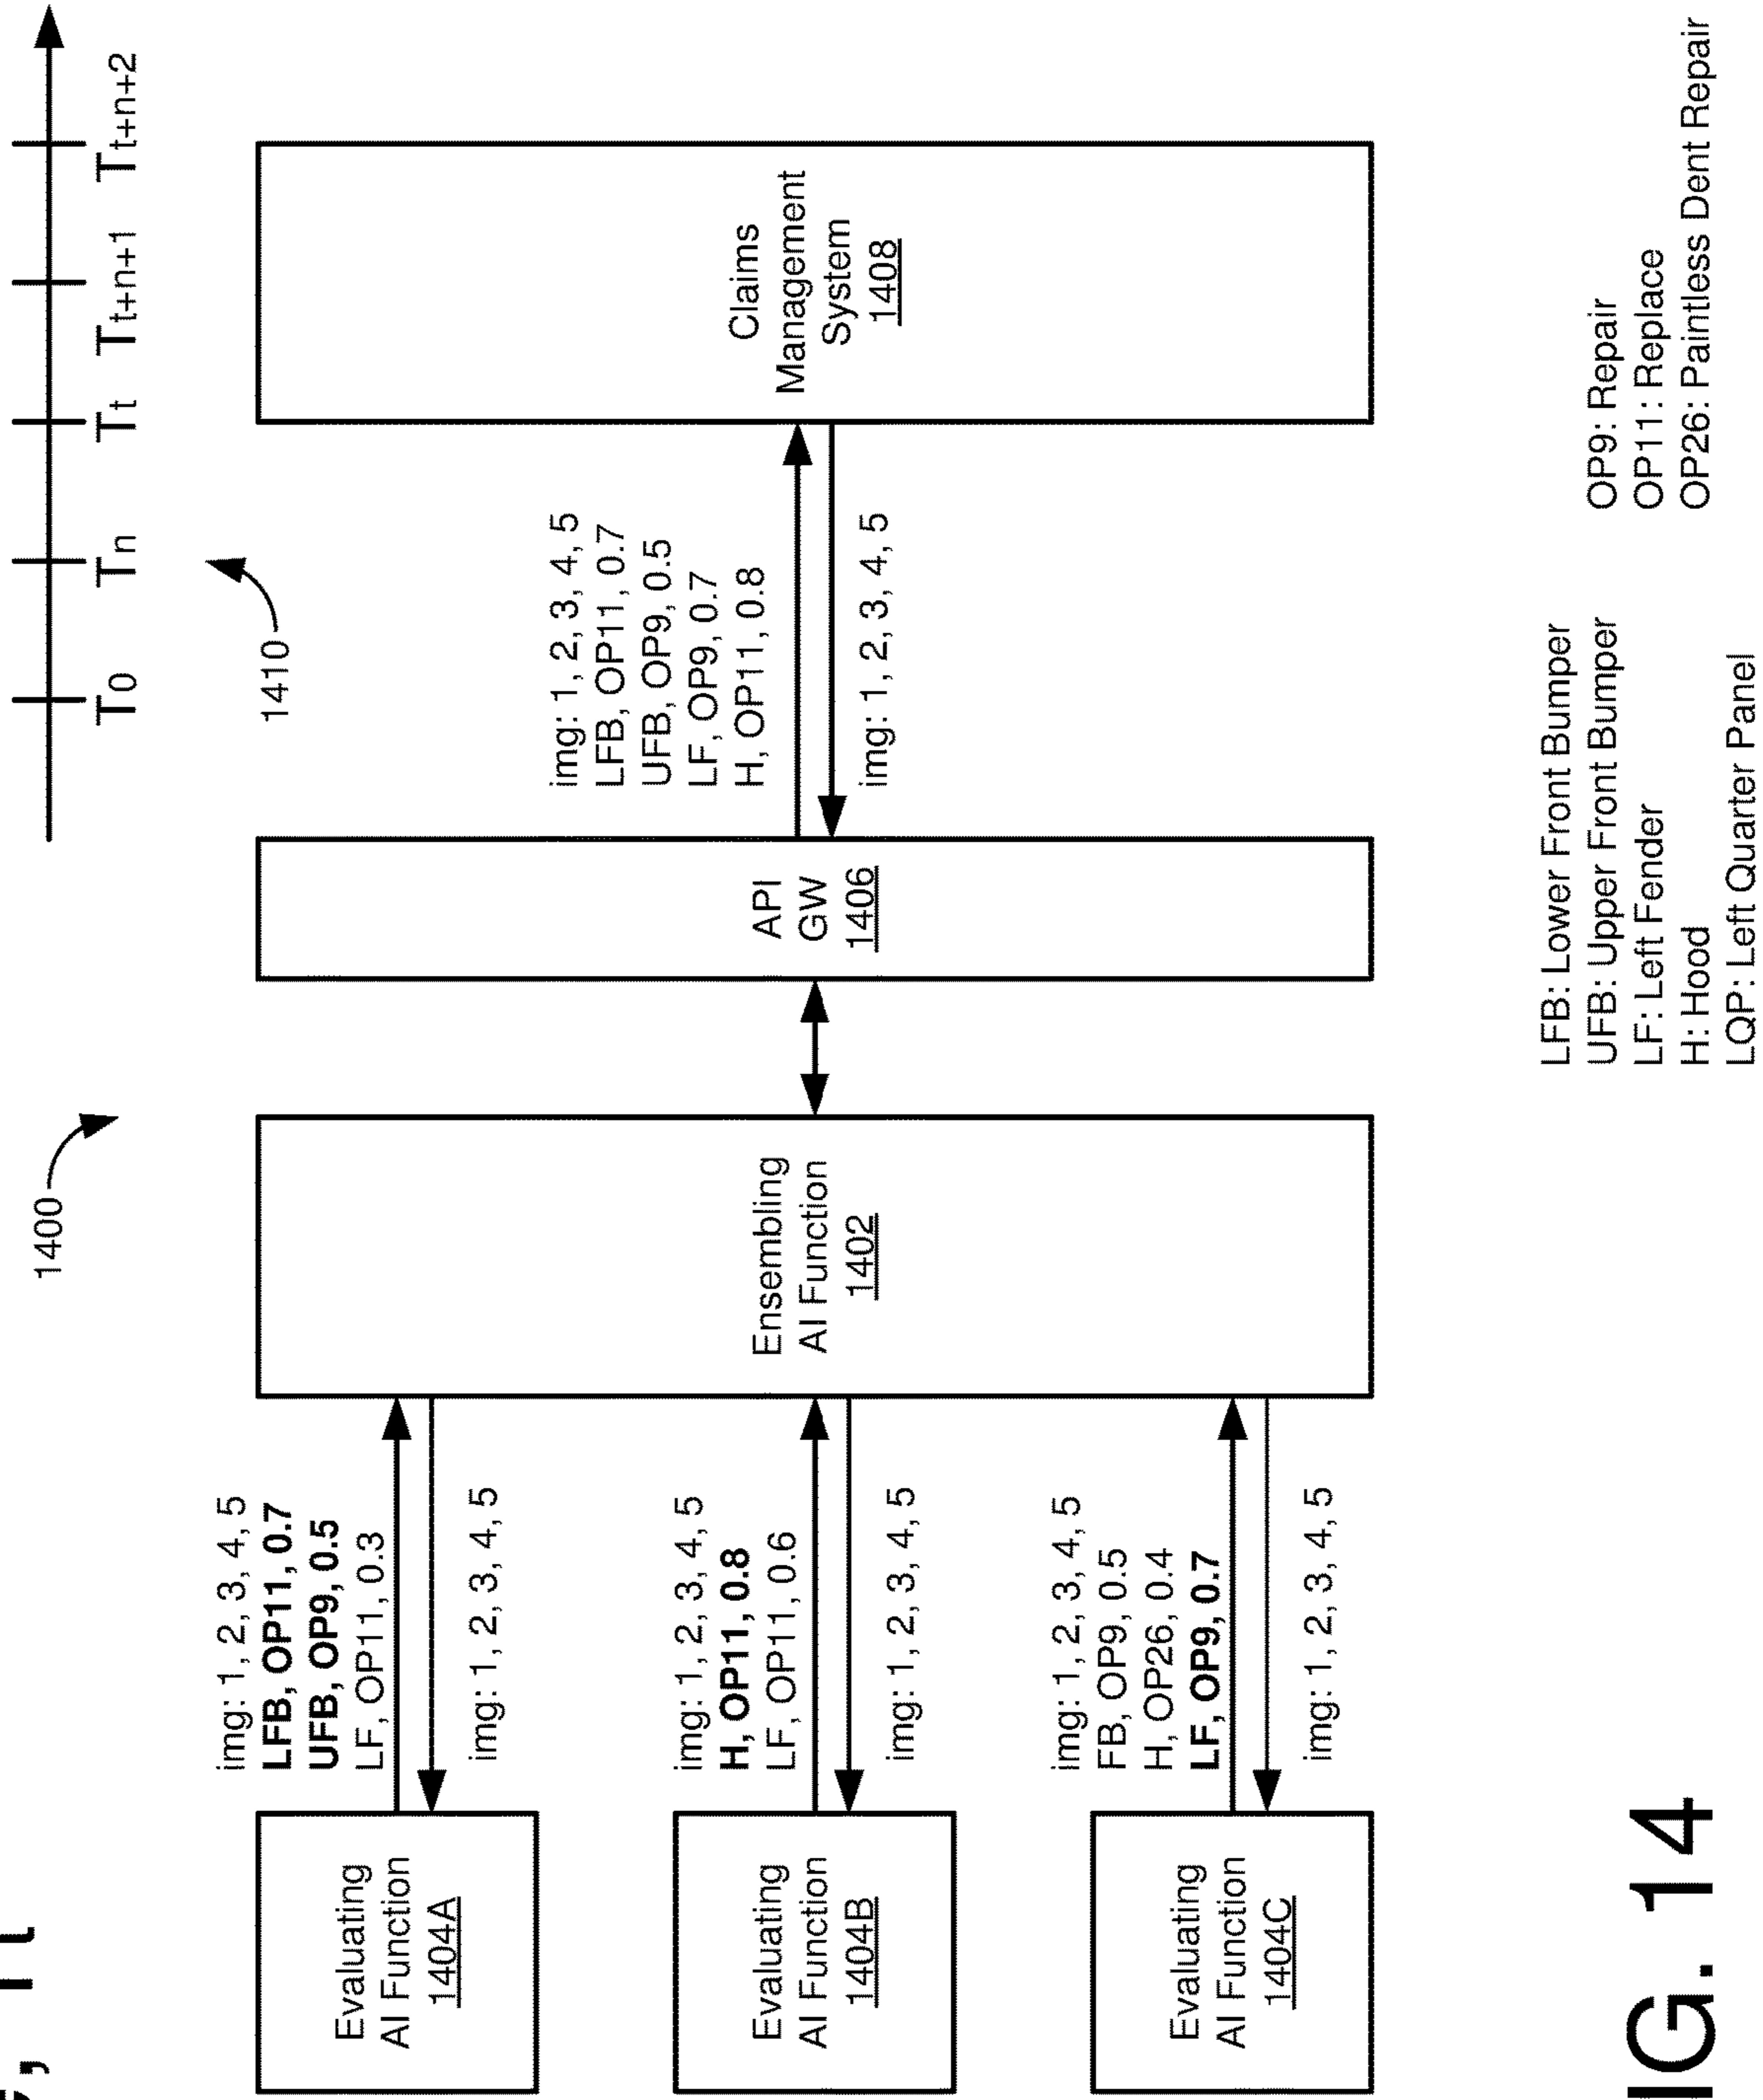 1400
T0
Tn
Tt
Tt+n+1
Tt+n+2
1410
Evaluating
AI Function
1404A
img: 1, 2, 3, 4, 5
LFB, OP11, 0.7
UFB, OP9, 0.5
LF, OP11, 0.3
img: 1, 2, 3, 4, 5
Evaluating
AI Function
1404B
img: 1, 2, 3, 4, 5
H, OP11, 0.8
LF, OP11, 0.6
img: 1, 2, 3, 4, 5
Evaluating
AI Function
1404C
img: 1, 2, 3, 4, 5
FB, OP9, 0.5
H, OP26, 0.4
LF, OP9, 0.7
img: 1, 2, 3, 4, 5
Ensembling
AI Function
1402
API
GW
1406
img: 1, 2, 3, 4, 5
LFB, OP11, 0.7
UFB, OP9, 0.5
LF, OP9, 0.7
H, OP11, 0.8
img: 1, 2, 3, 4, 5
Claims
Management
System
1408
LFB: Lower Front Bumper
UFB: Upper Front Bumper
LF: Left Fender
H: Hood
LQP: Left Quarter Panel
OP9: Repair
OP11: Replace
OP26: Paintless Dent Repair
IG. 14